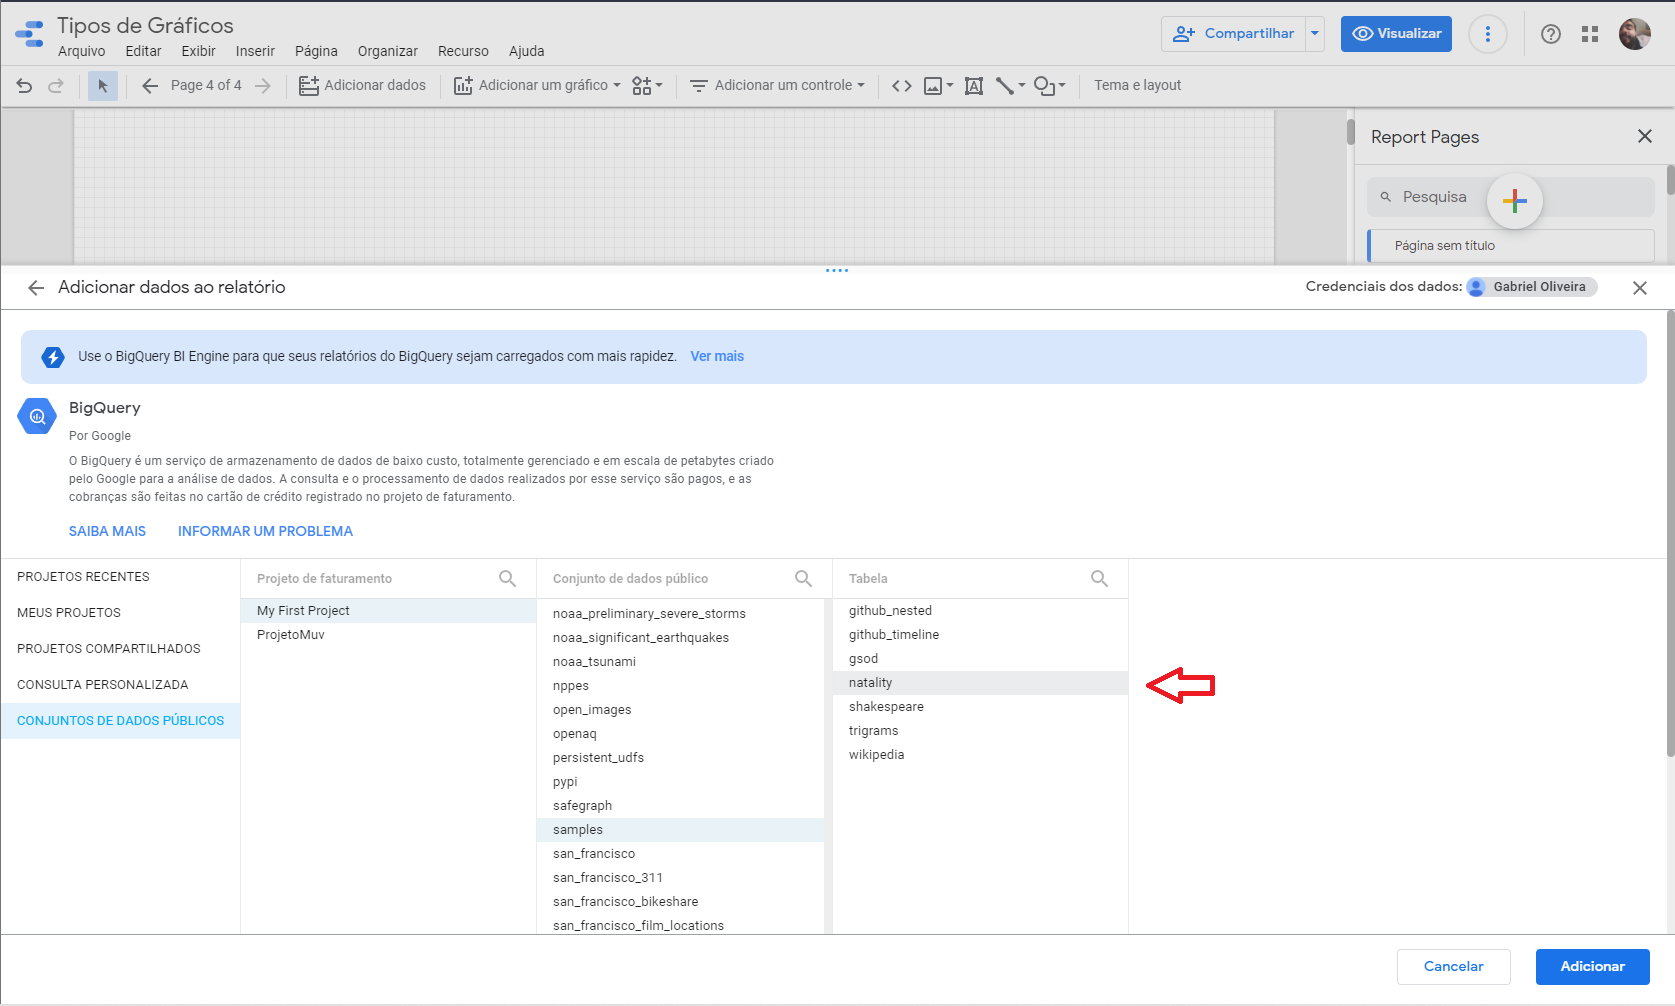 Tipos de Gráficos
Arquivo Editar Exibir Inserir Página Organizar Recurso Ajuda
Compartilhar
Visualizar
Page 4 of 4
Adicionar dados
Adicionar um gráfico
Adicionar um controle
Tema e layout
Report Pages
Pesquisa
Página sem título
Adicionar dados ao relatório
Credenciais dos dados: Gabriel Oliveira
Use o BigQuery BI Engine para que seus relatórios do BigQuery sejam carregados com mais rapidez. Ver mais
BigQuery
Por Google
O BigQuery é um serviço de armazenamento de dados de baixo custo, totalmente gerenciado e em escala de petabytes criado
pelo Google para a análise de dados. A consulta e o processamento de dados realizados por esse serviço são pagos, e as
cobranças são feitas no cartão de crédito registrado no projeto de faturamento.
SAIBA MAIS INFORMAR UM PROBLEMA
PROJETOS RECENTES
MEUS PROJETOS
PROJETOS COMPARTILHADOS
CONSULTA PERSONALIZADA
CONJUNTOS DE DADOS PÚBLICOS
Projeto de faturamento
My First Project
ProjetoMuv
Conjunto de dados público
noaa_preliminary_severe_storms
noaa_significant_earthquakes
noaa_tsunami
nppes
open_images
openaq
persistent_udfs
pypi
safegraph
samples
san_francisco
san_francisco_311
san_francisco_bikeshare
san_francisco_film_locations
Tabela
github_nested
github_timeline
gsod
natality
shakespeare
trigrams
wikipedia
Cancelar
Adicionar